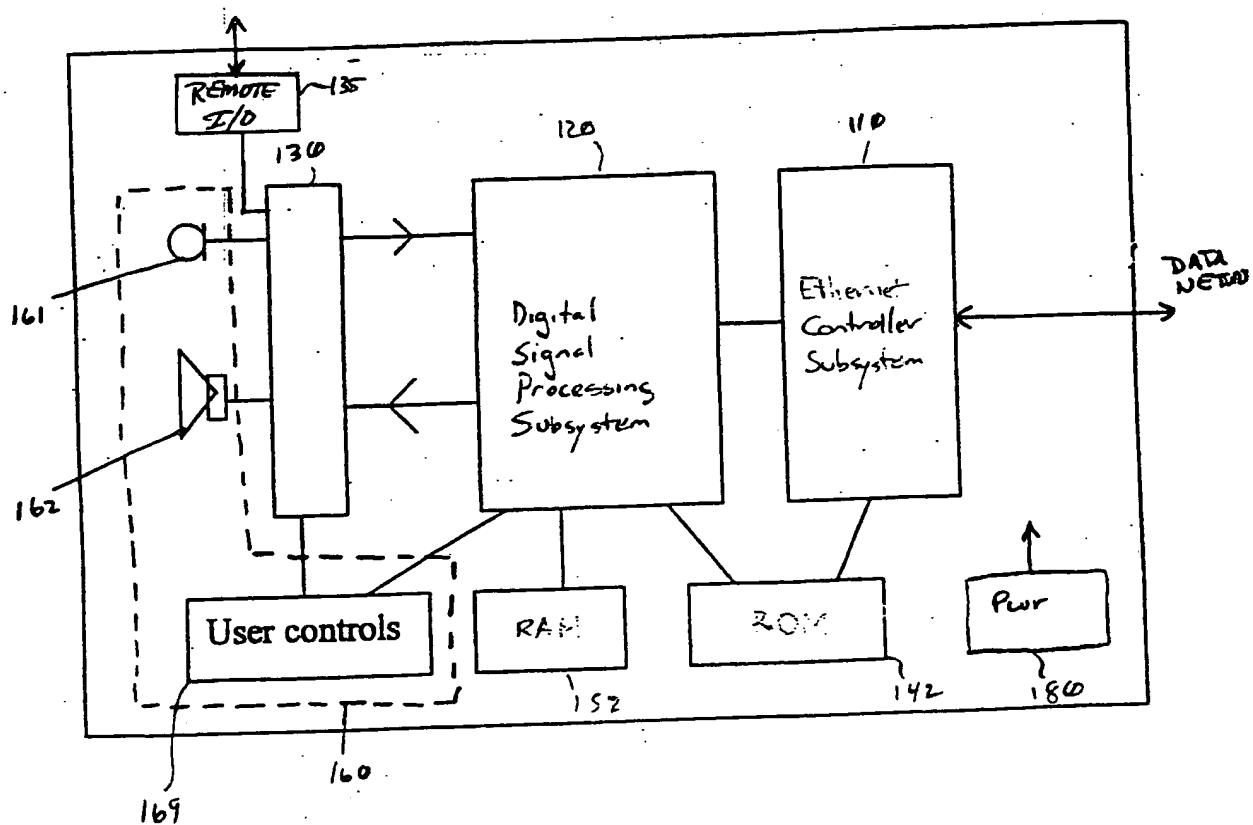 REMOTE
I/O
135
130
120
110
161
162
Digital
Signal
Processing
Subsystem
Ethernet
Controller
Subsystem
DATA
User controls
RAM
ROM
Pwr
152
142
180
160
169